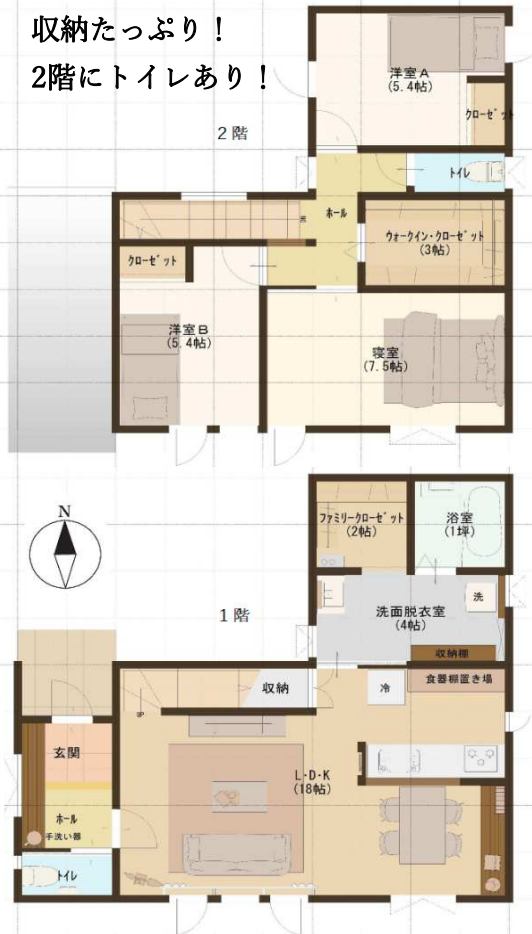 収納たっぷり！
2階にトイレあり！
洋室A
(5.4帖)
クローゼット
2階
トイレ
ホール
ウォークイン・クローゼット
(3帖)
クローゼット
洋室B
(5.4帖)
寝室
(7.5帖)
N
ファミリークローゼット
(2帖)
浴室
(1坪)
1階
洗
洗面脱衣室
(4帖)
収納棚
収納
冷
食器棚置き場
UP
玄関
L・D・K
(18帖)
ホール
手洗い器
トイレ